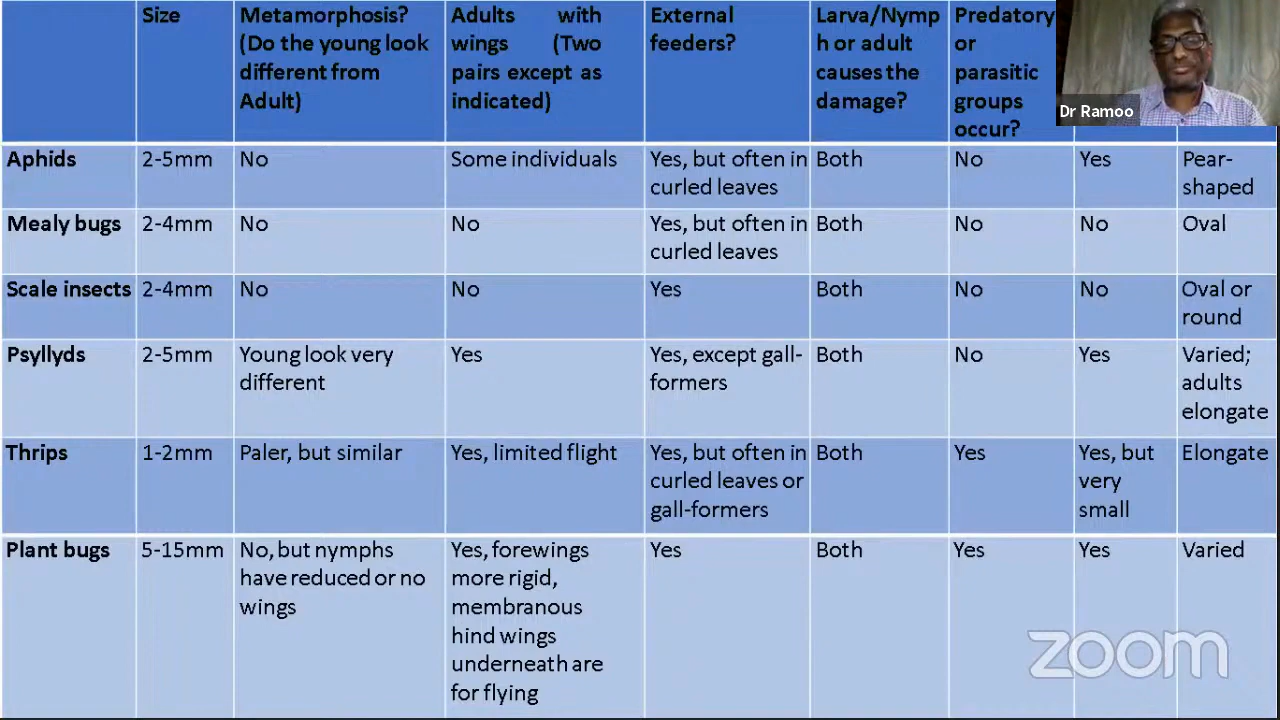 Size
Metamorphosis?
(Do the young look
different from
Adult)
Adults with
wings (Two
pairs except as
indicated)
External
feeders?
Larva/Nymp
h or adult
causes the
damage?
Predatory
or
parasitic
groups
occur?
Dr Ramoo
Aphids
2-5mm
No
Some individuals
Yes, but often in
curled leaves
Both
No
Yes
Pear-
shaped
Mealy bugs
2-4mm
No
No
Yes, but often in
curled leaves
Both
No
No
Oval
Scale insects
2-4mm
No
No
Yes
Both
No
No
Oval or
round
Psyllyds
2-5mm
Young look very
different
Yes
Yes, except gall-
formers
Both
No
Yes
Varied;
adults
elongate
Thrips
1-2mm
Paler, but similar
Yes, limited flight
Yes, but often in
curled leaves or
gall-formers
Both
Yes
Yes, but
very
small
Elongate
Plant bugs
5-15mm
No, but nymphs
have reduced or no
wings
Yes, forewings
more rigid,
membranous
hind wings
underneath are
for flying
Yes
Both
Yes
Yes
Varied
zoom